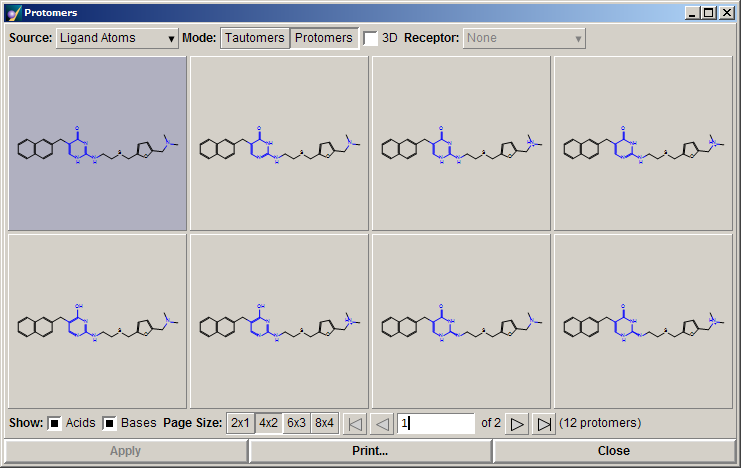 Protomers
Source: Ligand Atoms Mode: Tautomers Protomers 3D Receptor: None
Show: Acids Bases Page Size: 2x1 4x2 6x3 8x4 1 of 2 (12 protomers)
Apply Print... Close